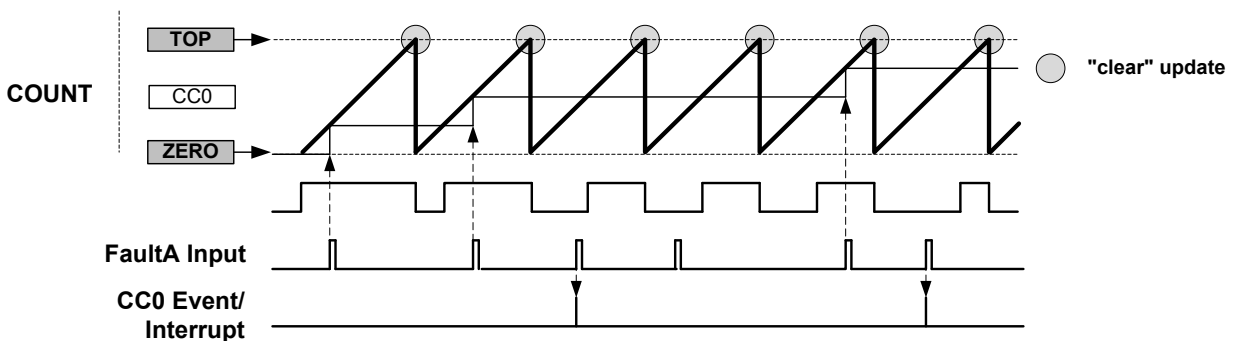 TOP
"clear" update
COUNT
CC0
ZERO
FaultA Input
CC0 Event/
Interrupt